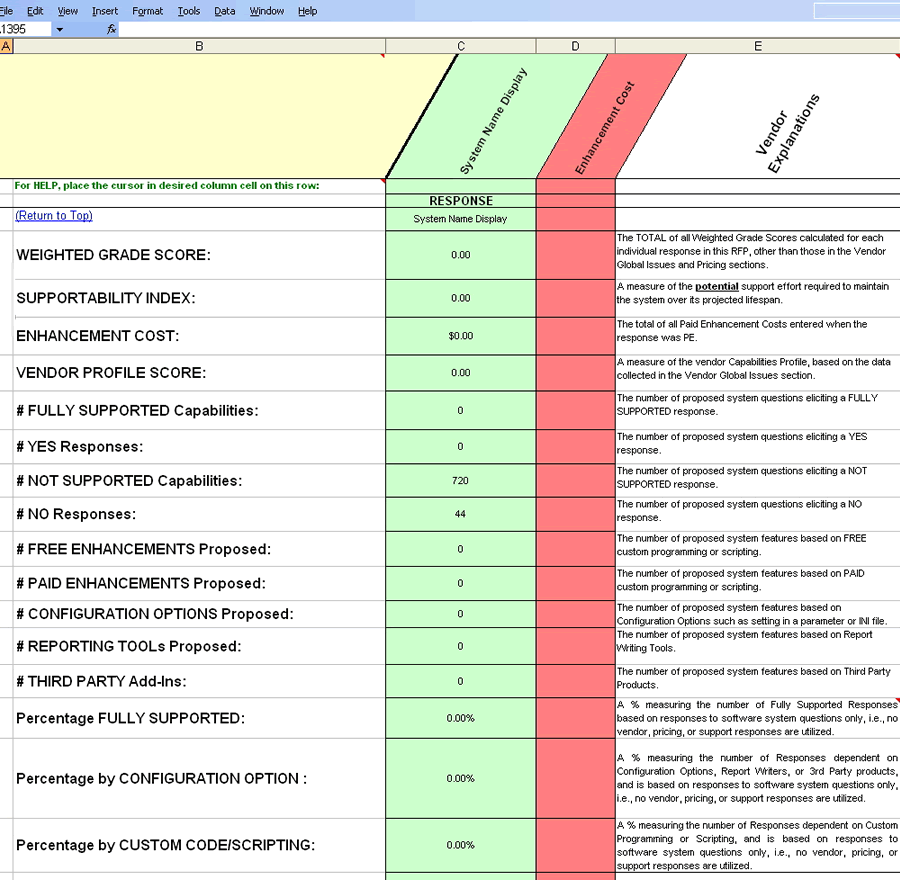 File Edit View Insert Format Tools Data Window Help
1395 fx
A B C D E
System Name Display
Enhancement Cost
Vendor
Explanations
For HELP, place the cursor in desired column cell on this row:
RESPONSE
(Return to Top)
System Name Display
WEIGHTED GRADE SCORE:
0.00
The TOTAL of all Weighted Grade Scores calculated for each
individual response in this RFP, other than those in the Vendor
Global Issues and Pricing sections.
SUPPORTABILITY INDEX:
0.00
A measure of the potential support effort required to maintain
the system over its projected lifespan.
ENHANCEMENT COST:
$0.00
The total of all Paid Enhancement Costs entered when the
response was PE.
VENDOR PROFILE SCORE:
0.00
A measure of the vendor Capabilities Profile, based on the data
collected in the Vendor Global Issues section.
# FULLY SUPPORTED Capabilities:
0
The number of proposed system questions eliciting a FULLY
SUPPORTED response.
# YES Responses:
0
The number of proposed system questions eliciting a YES
response.
# NOT SUPPORTED Capabilities:
720
The number of proposed system questions eliciting a NOT
SUPPORTED response.
# NO Responses:
44
The number of proposed system questions eliciting a NO
response.
# FREE ENHANCEMENTS Proposed:
0
The number of proposed system features based on FREE
custom programming or scripting.
# PAID ENHANCEMENTS Proposed:
0
The number of proposed system features based on PAID
custom programming or scripting.
# CONFIGURATION OPTIONS Proposed:
0
The number of proposed system features based on
Configuration Options such as setting in a parameter or INI file.
# REPORTING TOOLs Proposed:
0
The number of proposed system features based on Report
Writing Tools.
# THIRD PARTY Add-Ins:
0
The number of proposed system features based on Third Party
Products.
Percentage FULLY SUPPORTED:
0.00%
A % measuring the number of Fully Supported Responses
based on responses to software system questions only, i.e., no
vendor, pricing, or support responses are utilized.
Percentage by CONFIGURATION OPTION :
0.00%
A % measuring the number of Responses dependent on
Configuration Options, Report Writers, or 3rd Party products,
and is based on responses to software system questions only,
i.e., no vendor, pricing, or support responses are utilized.
Percentage by CUSTOM CODE/SCRIPTING:
0.00%
A % measuring the number of Responses dependent on Custom
Programming or Scripting, and is based on responses to
software system questions only, i.e., no vendor, pricing, or
support responses are utilized.